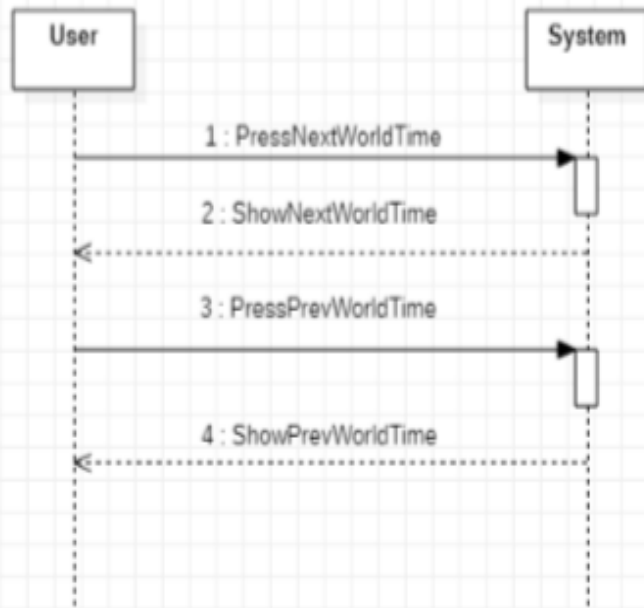 User
System
1 : PressNextWorldTime
2 : ShowNextWorldTime
3 : PressPrevWorldTime
4 : ShowPrevWorldTime